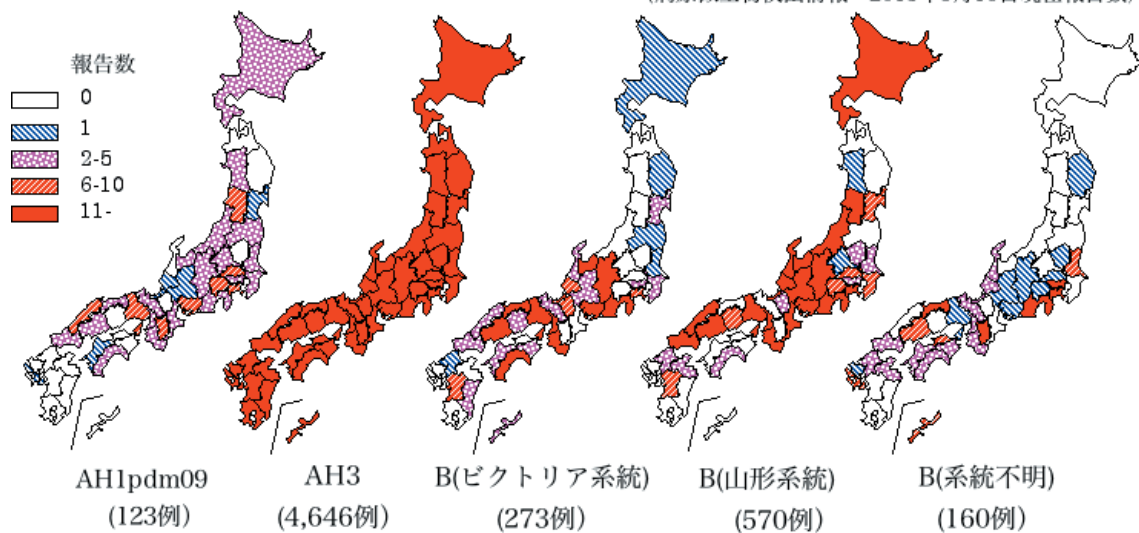 報告数
0
1
2-5
6-10
11-
AH1pdm09
(123例)
AH3
(4,646例)
B(ビクトリア系統)
(273例)
B(山形系統)
(570例)
B(系統不明)
(160例)